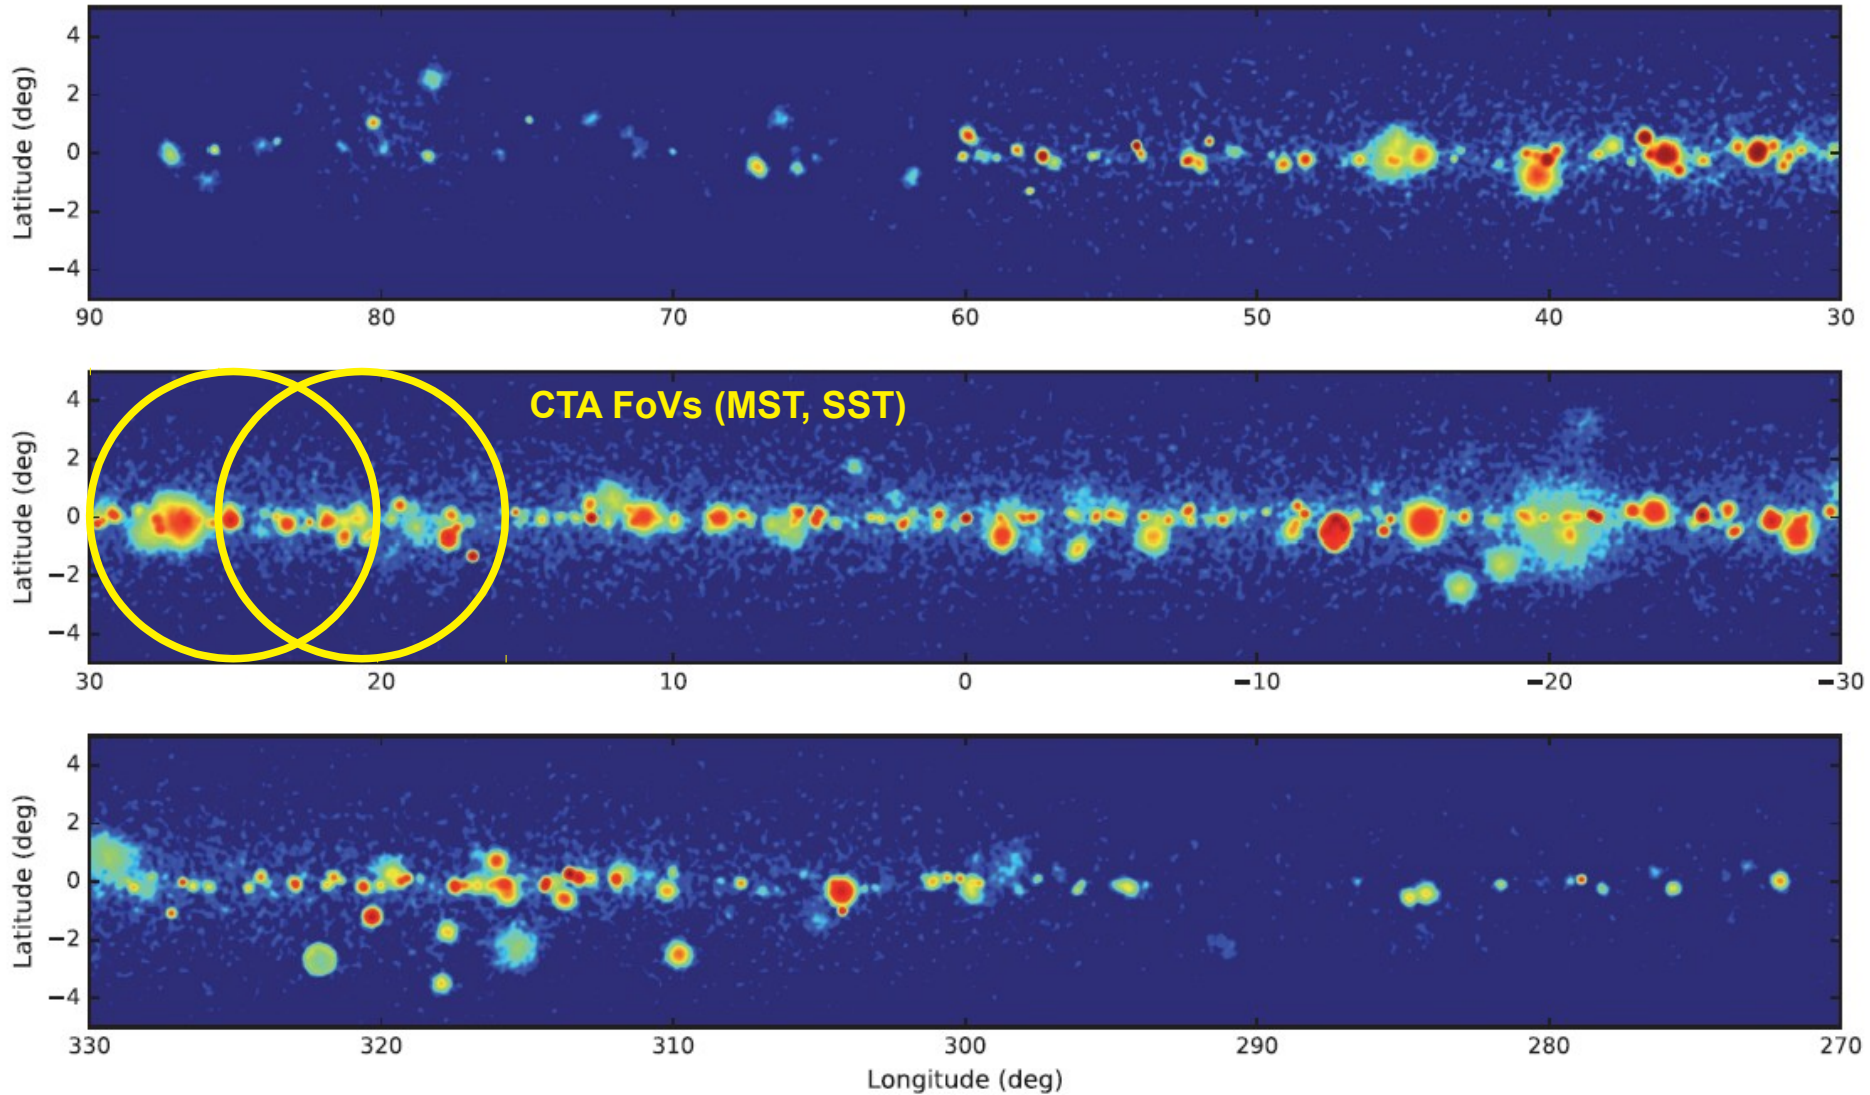 Latitude (deg)
4
2
0
−2
−4
90 80 70 60 50 40 30
CTA FoVs (MST, SST)
Latitude (deg)
4
2
0
−2
−4
30 20 10 0 −10 −20 −30
Latitude (deg)
4
2
0
−2
−4
330 320 310 300 290 280 270
Longitude (deg)